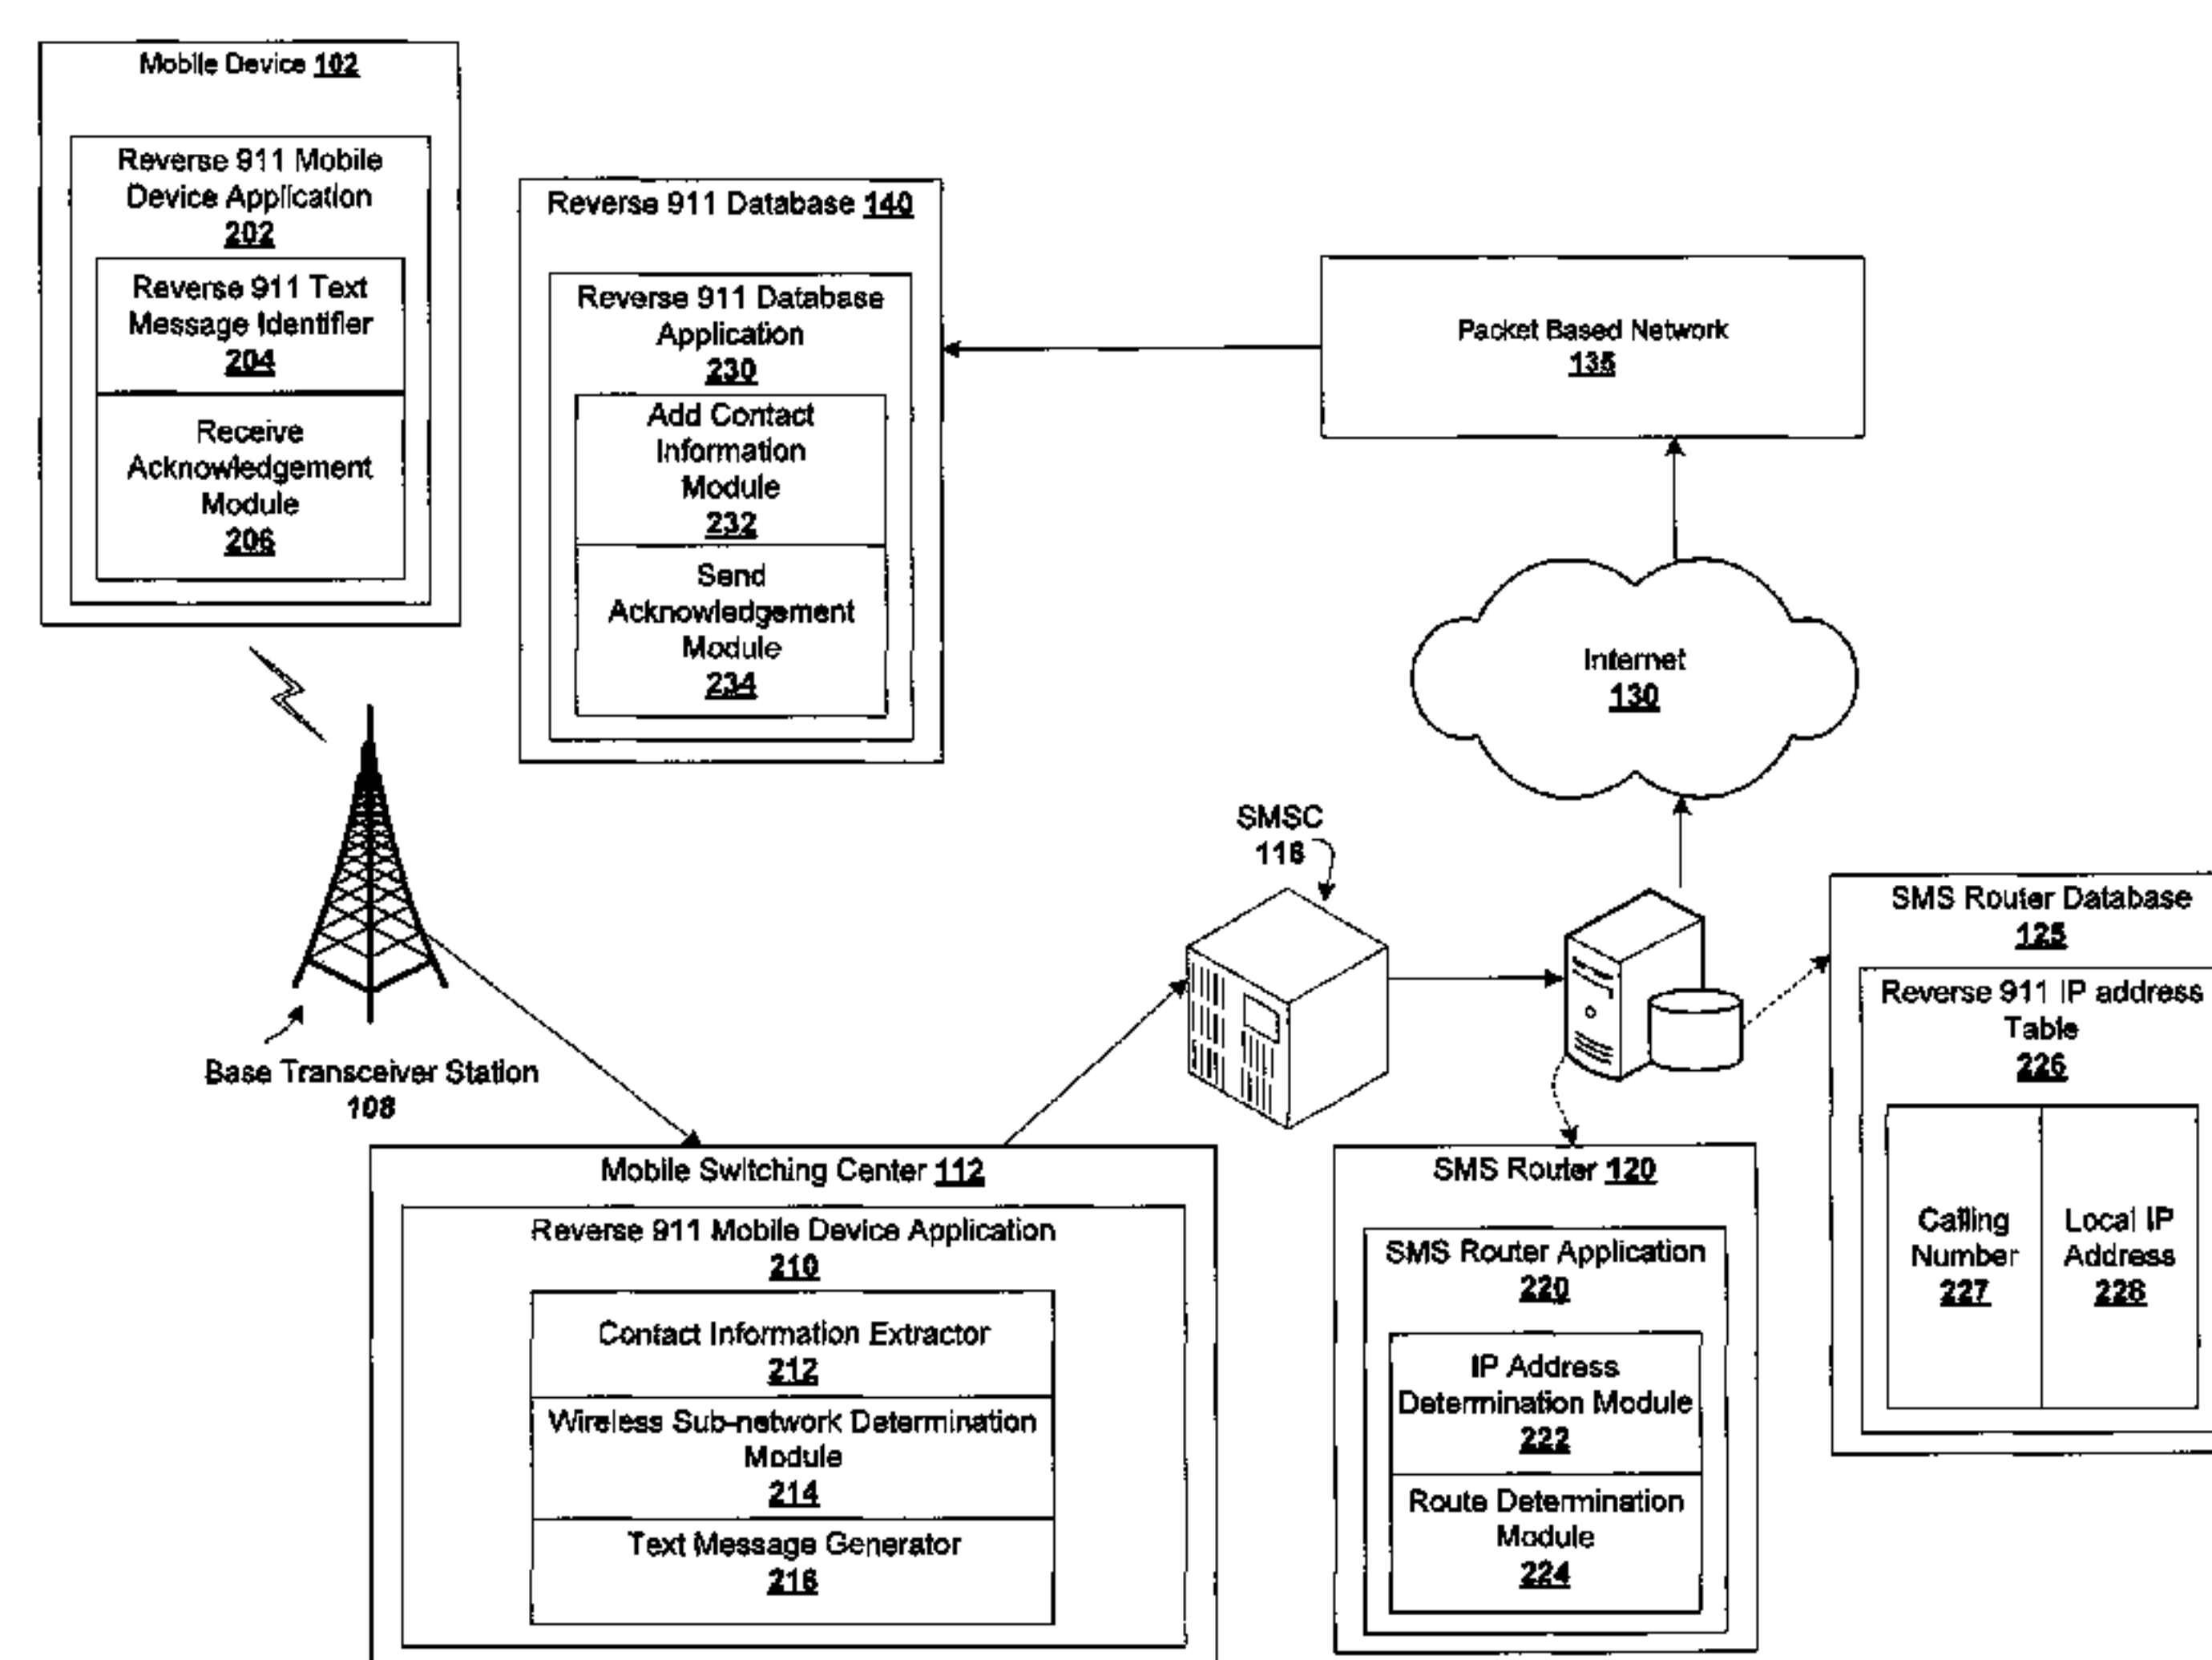 Mobile Device 102
Reverse 911 Mobile
Device Application
202
Reverse 911 Text
Message Identifier
204
Receive
Acknowledgement
Module
206
Reverse 911 Database 140
Reverse 911 Database
Application
230
Add Contact
Information
Module
232
Send
Acknowledgement
Module
234
Packet Based Network
135
Internet
130
SMSC
116
Base Transceiver Station
108
SMS Router Database
125
Reverse 911 IP address
Table
226
Calling
Number
227
Local IP
Address
228
Mobile Switching Center 112
Reverse 911 Mobile Device Application
210
Contact Information Extractor
212
Wireless Sub-network Determination
Module
214
Text Message Generator
216
SMS Router 120
SMS Router Application
220
IP Address
Determination Module
222
Route Determination
Module
224